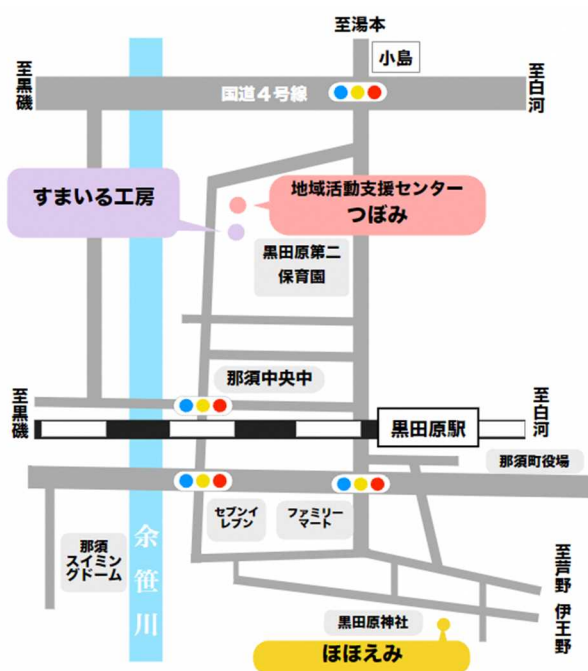 至湯本
小島
至黒磯
国道4号線
至白河
すまいる工房
地域活動支援センター
つぼみ
黒田原第二
保育園
那須中央中
至黒磯
黒田原駅
至白河
那須町役場
セブンイ
レブン
ファミリー
マート
那須
スイミン
グドーム
余笹川
至芦野 伊王野
黒田原神社
ほほえみ